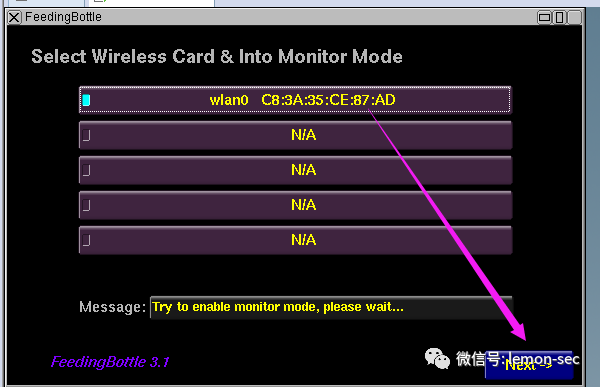 FeedingBottle
Select Wireless Card & Into Monitor Mode
wlan0 C8:3A:35:CE:87:AD
N/A
N/A
N/A
N/A
Message: Try to enable monitor mode, please wait...
FeedingBottle 3.1
Next ->
微信号: lemon-sec